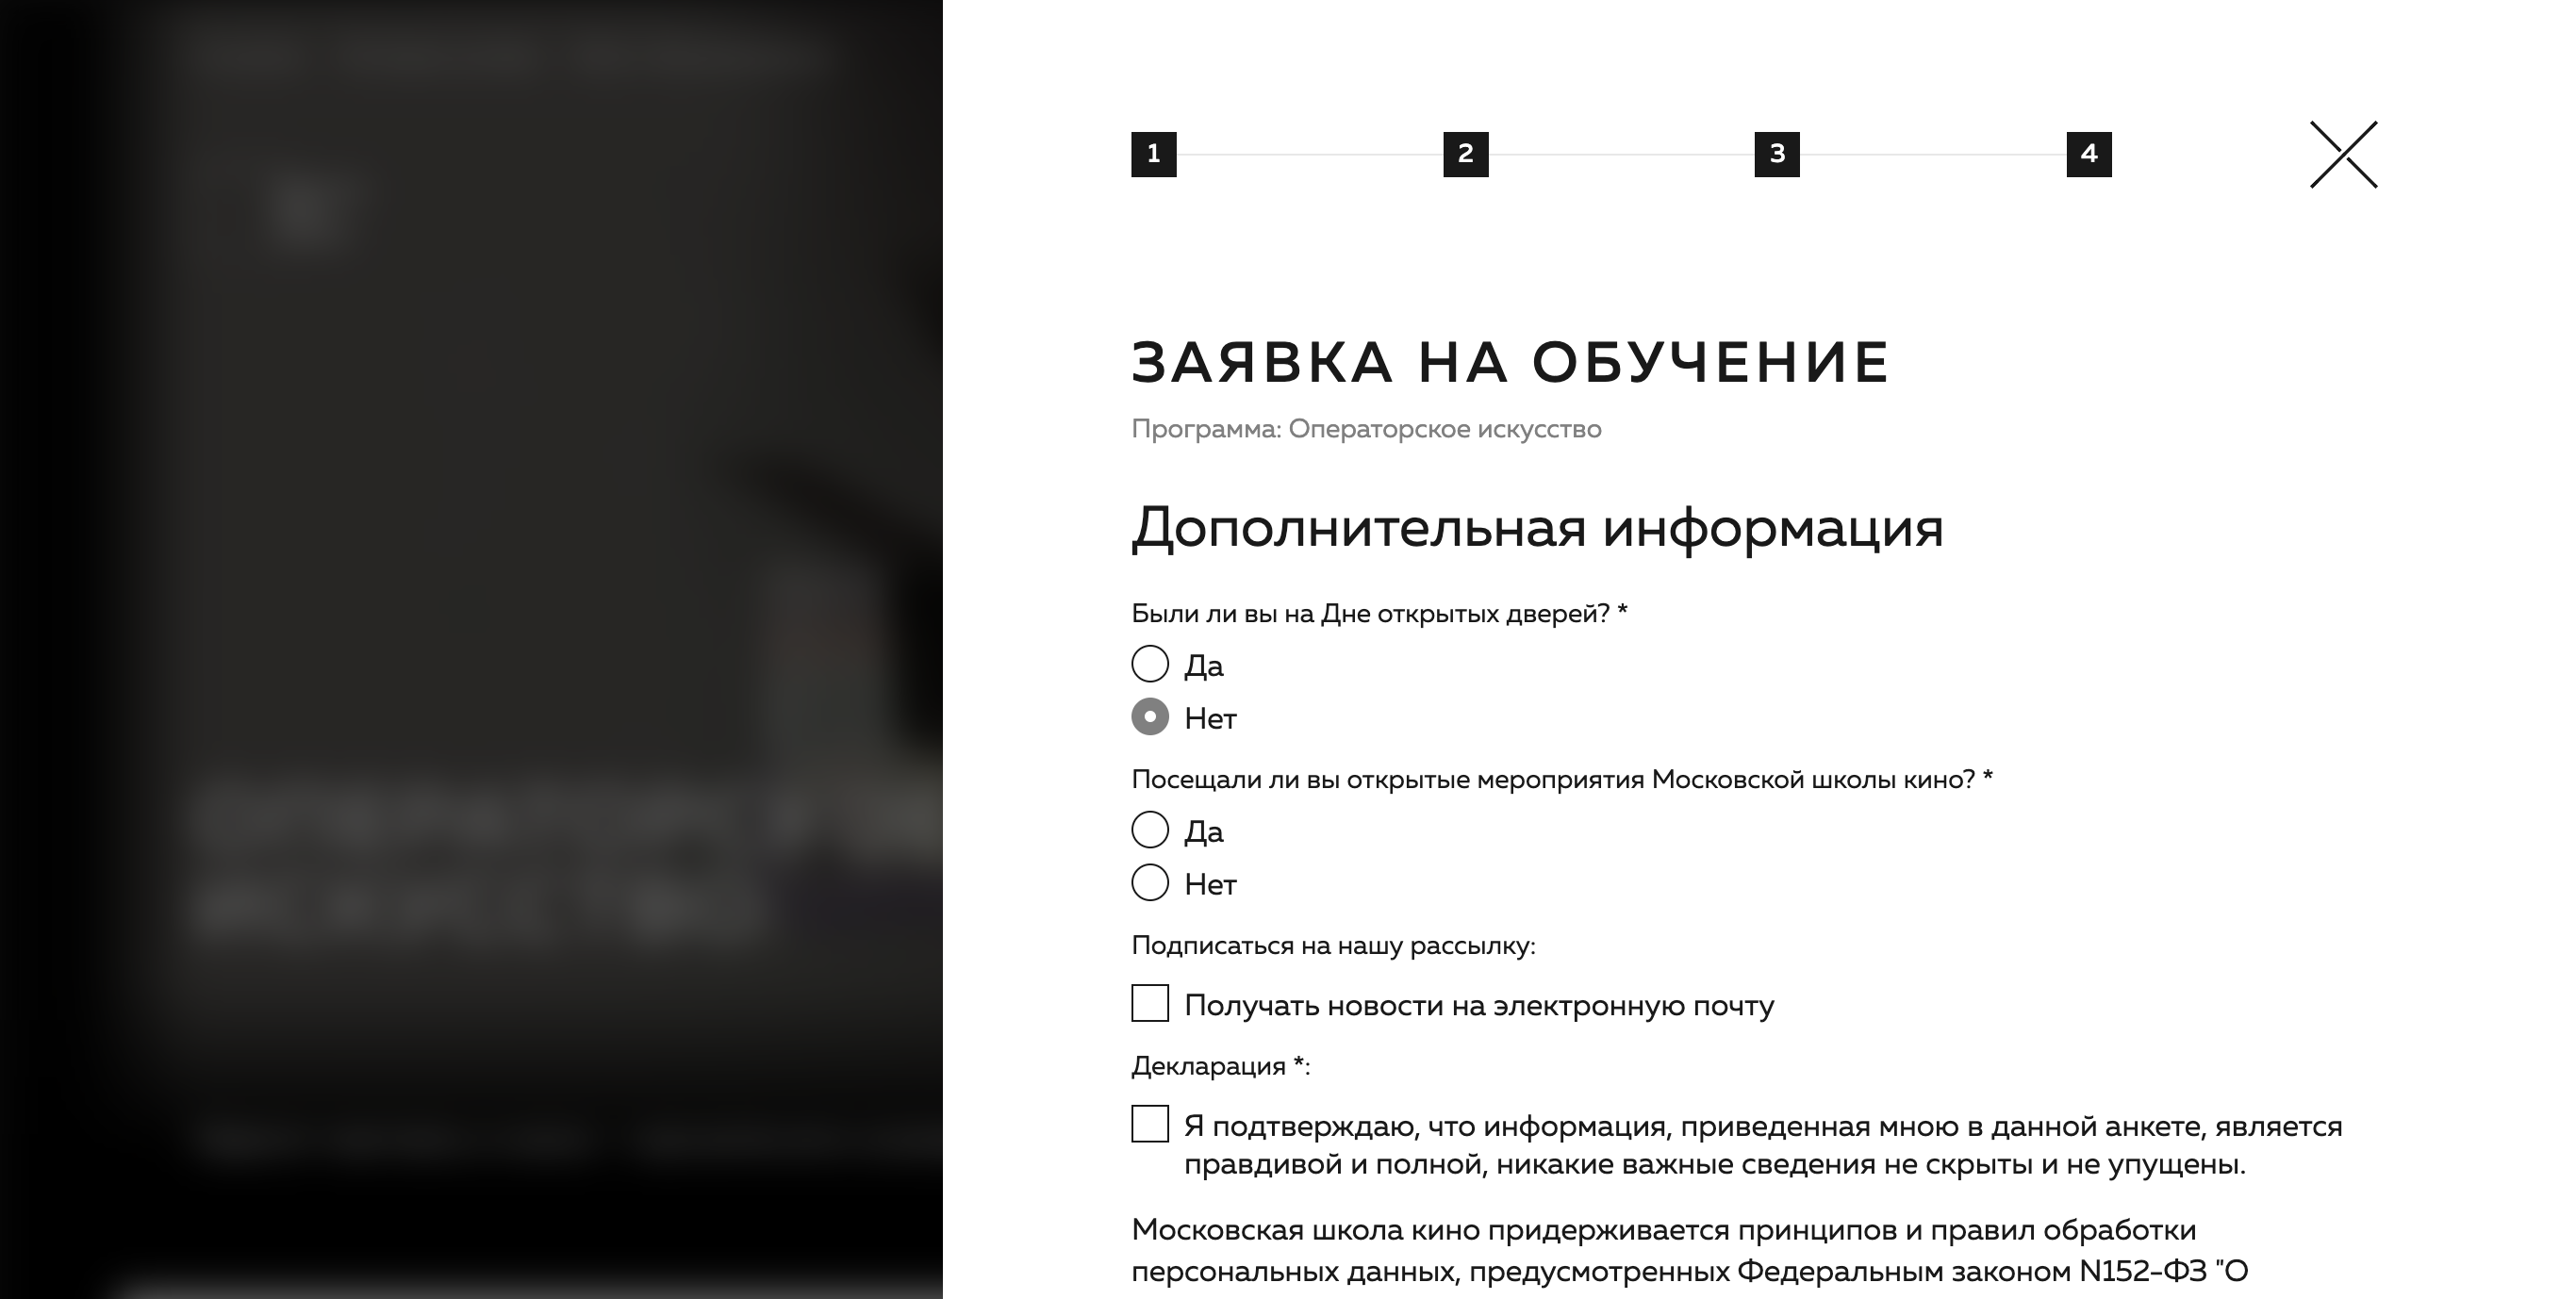 1 2 3 4
ЗАЯВКА НА ОБУЧЕНИЕ
Программа: Операторское искусство
Дополнительная информация
Были ли вы на Дне открытых дверей? *
Да
Нет
Посещали ли вы открытые мероприятия Московской школы кино? *
Да
Нет
Подписаться на нашу рассылку:
Получать новости на электронную почту
Декларация *:
Я подтверждаю, что информация, приведенная мною в данной анкете, является
правдивой и полной, никакие важные сведения не скрыты и не упущены.
Московская школа кино придерживается принципов и правил обработки
персональных данных, предусмотренных Федеральным законом N152-ФЗ "О